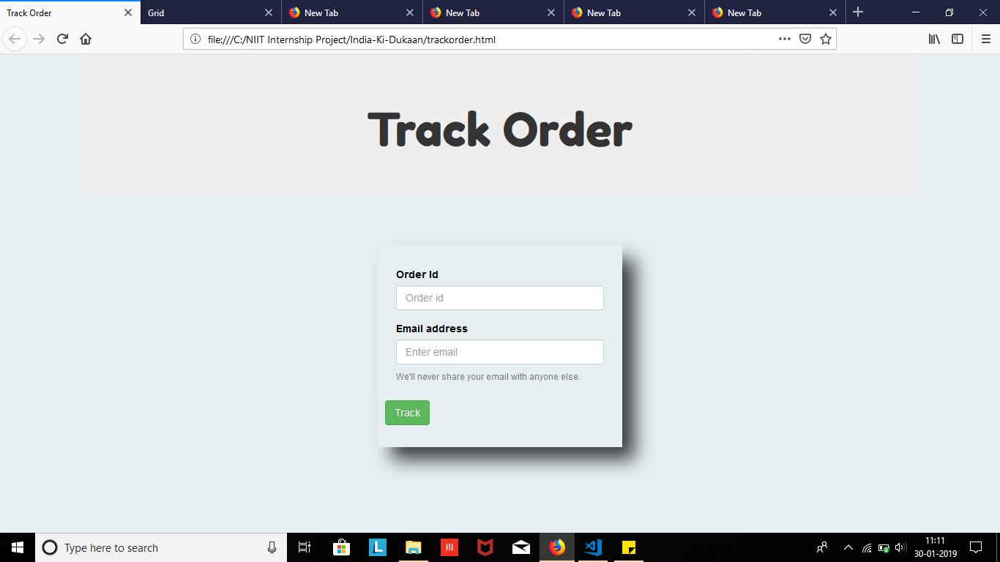 Track Order
Grid
New Tab
New Tab
New Tab
New Tab
file:///C:/NIIT Internship Project/India-Ki-Dukaan/trackorder.html
Track Order
Order Id
Order id
Email address
Enter email
We'll never share your email with anyone else.
Track
Type here to search
L
11:11
30-01-2019